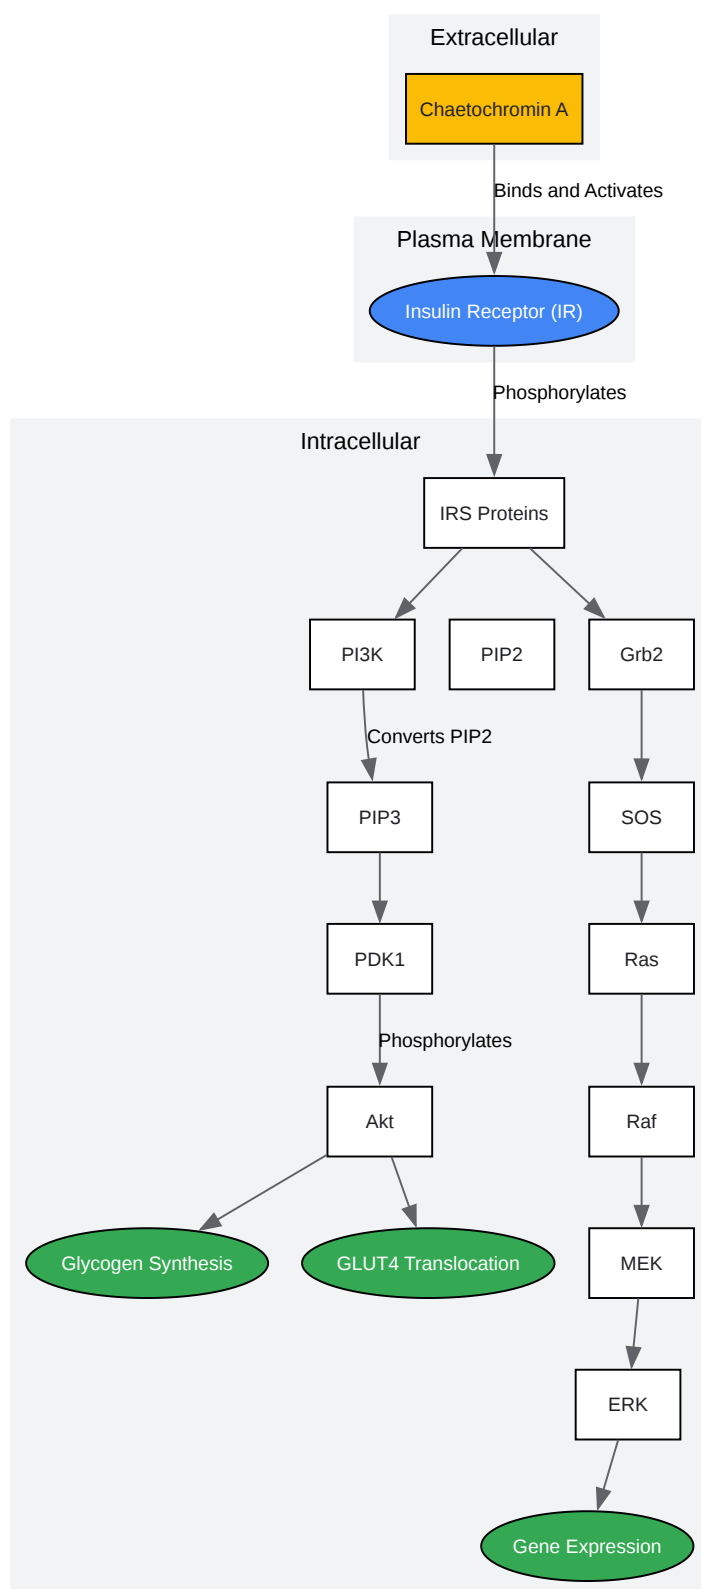 Extracellular
Chaetochromin A
Binds and Activates
Plasma Membrane
Insulin Receptor (IR)
Phosphorylates
Intracellular
IRS Proteins
PI3K
PIP2
Grb2
Converts PIP2
PIP3
SOS
PDK1
Ras
Phosphorylates
Akt
Raf
Glycogen Synthesis
GLUT4 Translocation
MEK
ERK
Gene Expression